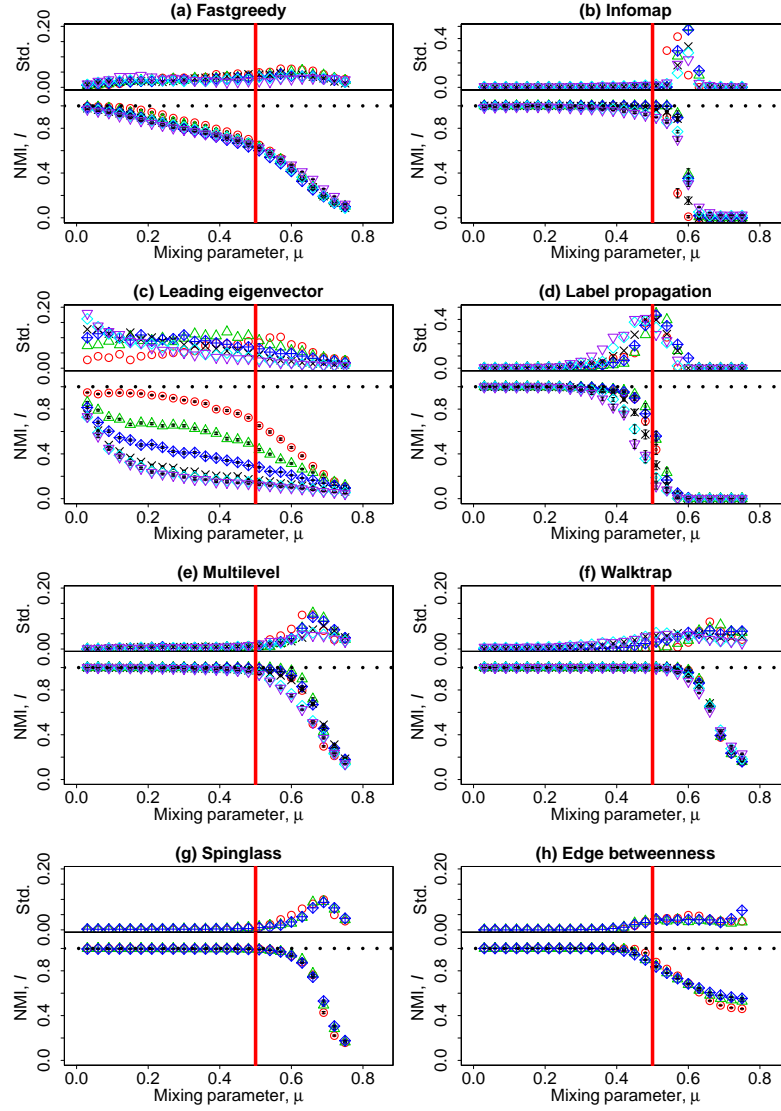 (a) Fastgreedy
Std.
0.00
0.20
NMI, I
0.0
0.4
0.8
0.0 0.2 0.4 0.6 0.8
Mixing parameter, μ
(b) Infomap
Std.
0.0 0.2 0.4
NMI, I
0.0
0.4
0.8
0.0 0.2 0.4 0.6 0.8
Mixing parameter, μ
(c) Leading eigenvector
Std.
0.00
0.20
NMI, I
0.0
0.4
0.8
0.0 0.2 0.4 0.6 0.8
Mixing parameter, μ
(d) Label propagation
Std.
0.0 0.2 0.4
NMI, I
0.0
0.4
0.8
0.0 0.2 0.4 0.6 0.8
Mixing parameter, μ
(e) Multilevel
Std.
0.00
0.20
NMI, I
0.0
0.4
0.8
0.0 0.2 0.4 0.6 0.8
Mixing parameter, μ
(f) Walktrap
Std.
0.00
0.20
NMI, I
0.0
0.4
0.8
0.0 0.2 0.4 0.6 0.8
Mixing parameter, μ
(g) Spinglass
Std.
0.00
0.20
NMI, I
0.0
0.4
0.8
0.0 0.2 0.4 0.6 0.8
Mixing parameter, μ
(h) Edge betweenness
Std.
0.00
0.20
NMI, I
0.0
0.4
0.8
0.0 0.2 0.4 0.6 0.8
Mixing parameter, μ